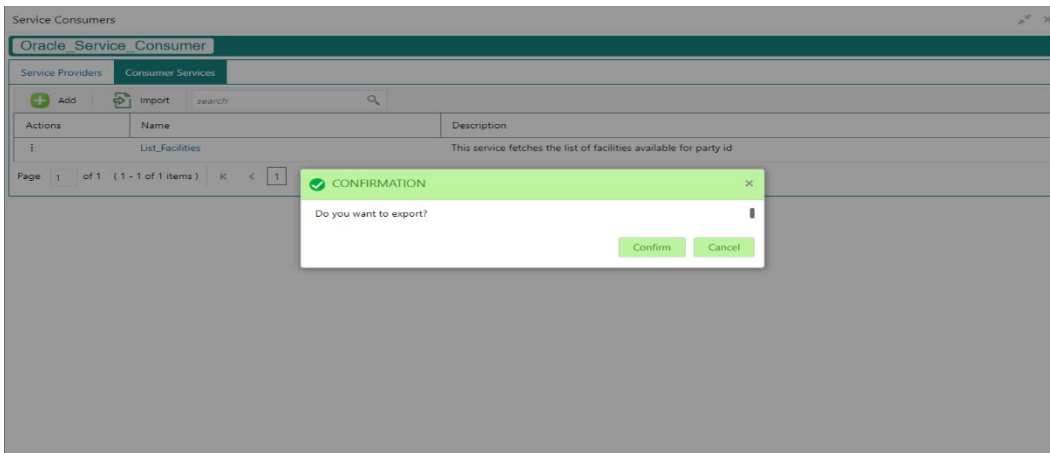 Service Consumers
Oracle_Service_Consumer
Service Providers Consumer Services
Add Import search
Actions Name Description
List_Facilities This service fetches the list of facilities available for party id
Page 1 of 1 (1 - 1 of 1 items) K < 1
CONFIRMATION
Do you want to export?
Confirm Cancel